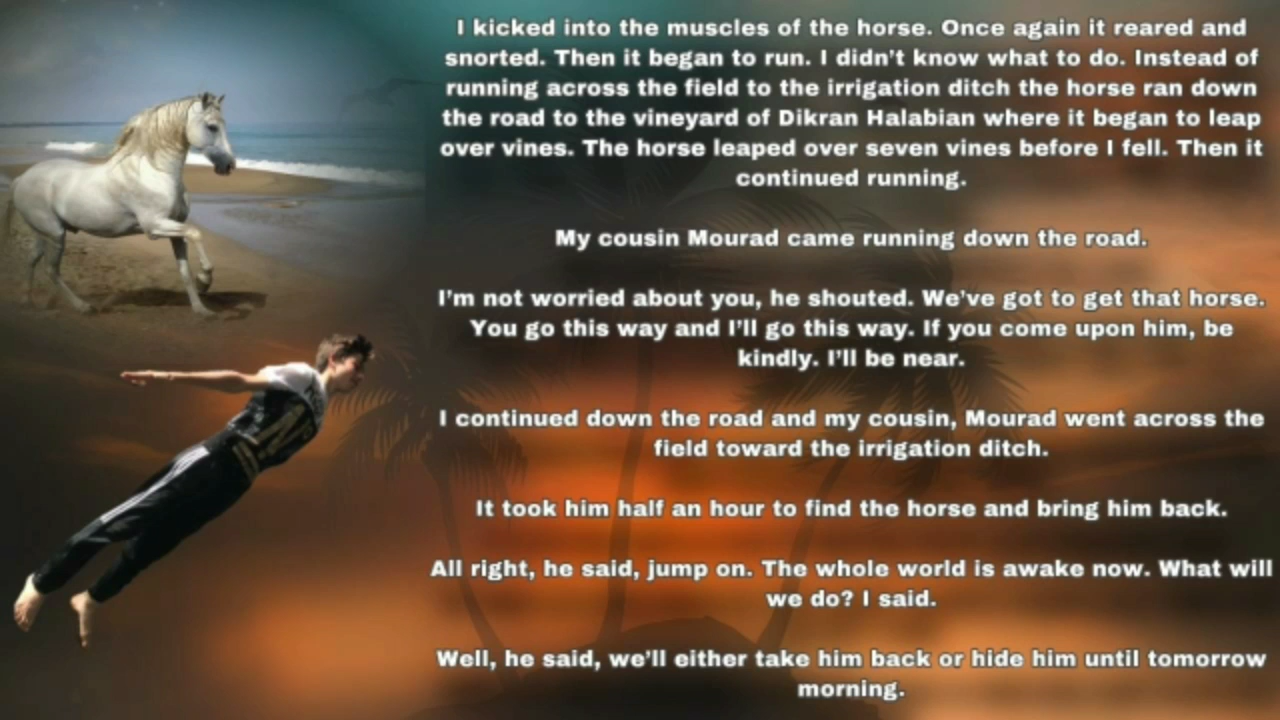 I kicked into the muscles of the horse. Once again it reared and
snorted. Then it began to run. I didn't know what to do. Instead of
running across the field to the irrigation ditch the horse ran down
the road to the vineyard of Dikran Halabian where it began to leap
over vines. The horse leaped over seven vines before I fell. Then it
continued running.
My cousin Mourad came running down the road.
I'm not worried about you, he shouted. We've got to get that horse.
You go this way and I'll go this way. If you come upon him, be
kindly. I'll be near.
I continued down the road and my cousin, Mourad went across the
field toward the irrigation ditch.
It took him half an hour to find the horse and bring him back.
All right, he said, jump on. The whole world is awake now. What will
we do? I said.
Well, he said, we'll either take him back or hide him until tomorrow
morning.